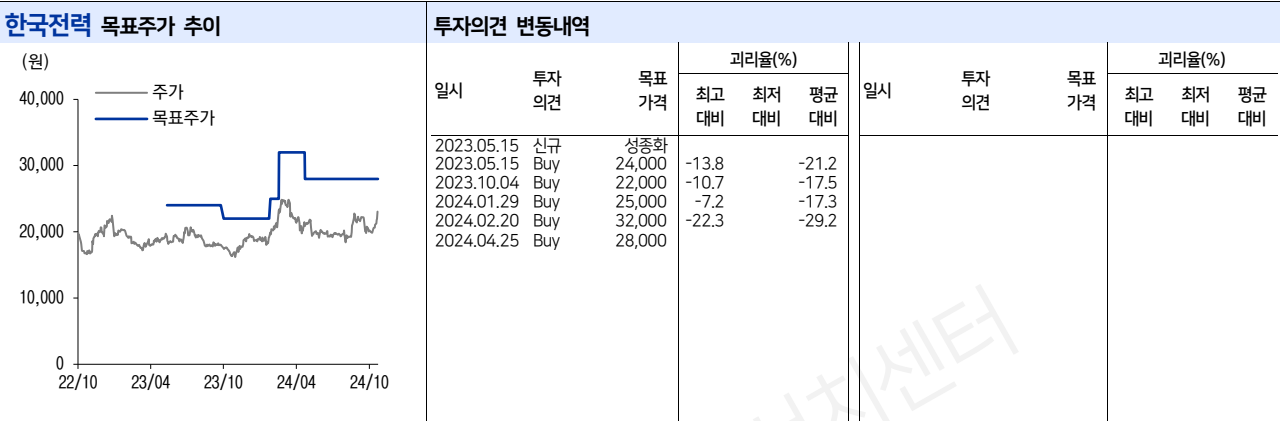 한국전력 목표주가 추이
(원)
주가
목표주가
40,000
30,000
20,000
10,000
0
22/10 23/04 23/10 24/04 24/10
투자의견 변동내역
일시 투자의견 목표가격 괴리율(%)
최고대비 최저대비 평균대비
2023.05.15 신규 성종화
2023.05.15 Buy 24,000 -13.8 -21.2
2023.10.04 Buy 22,000 -10.7 -17.5
2024.01.29 Buy 25,000 -7.2 -17.3
2024.02.20 Buy 32,000 -22.3 -29.2
2024.04.25 Buy 28,000
일시 투자의견 목표가격 괴리율(%)
최고대비 최저대비 평균대비
치센터